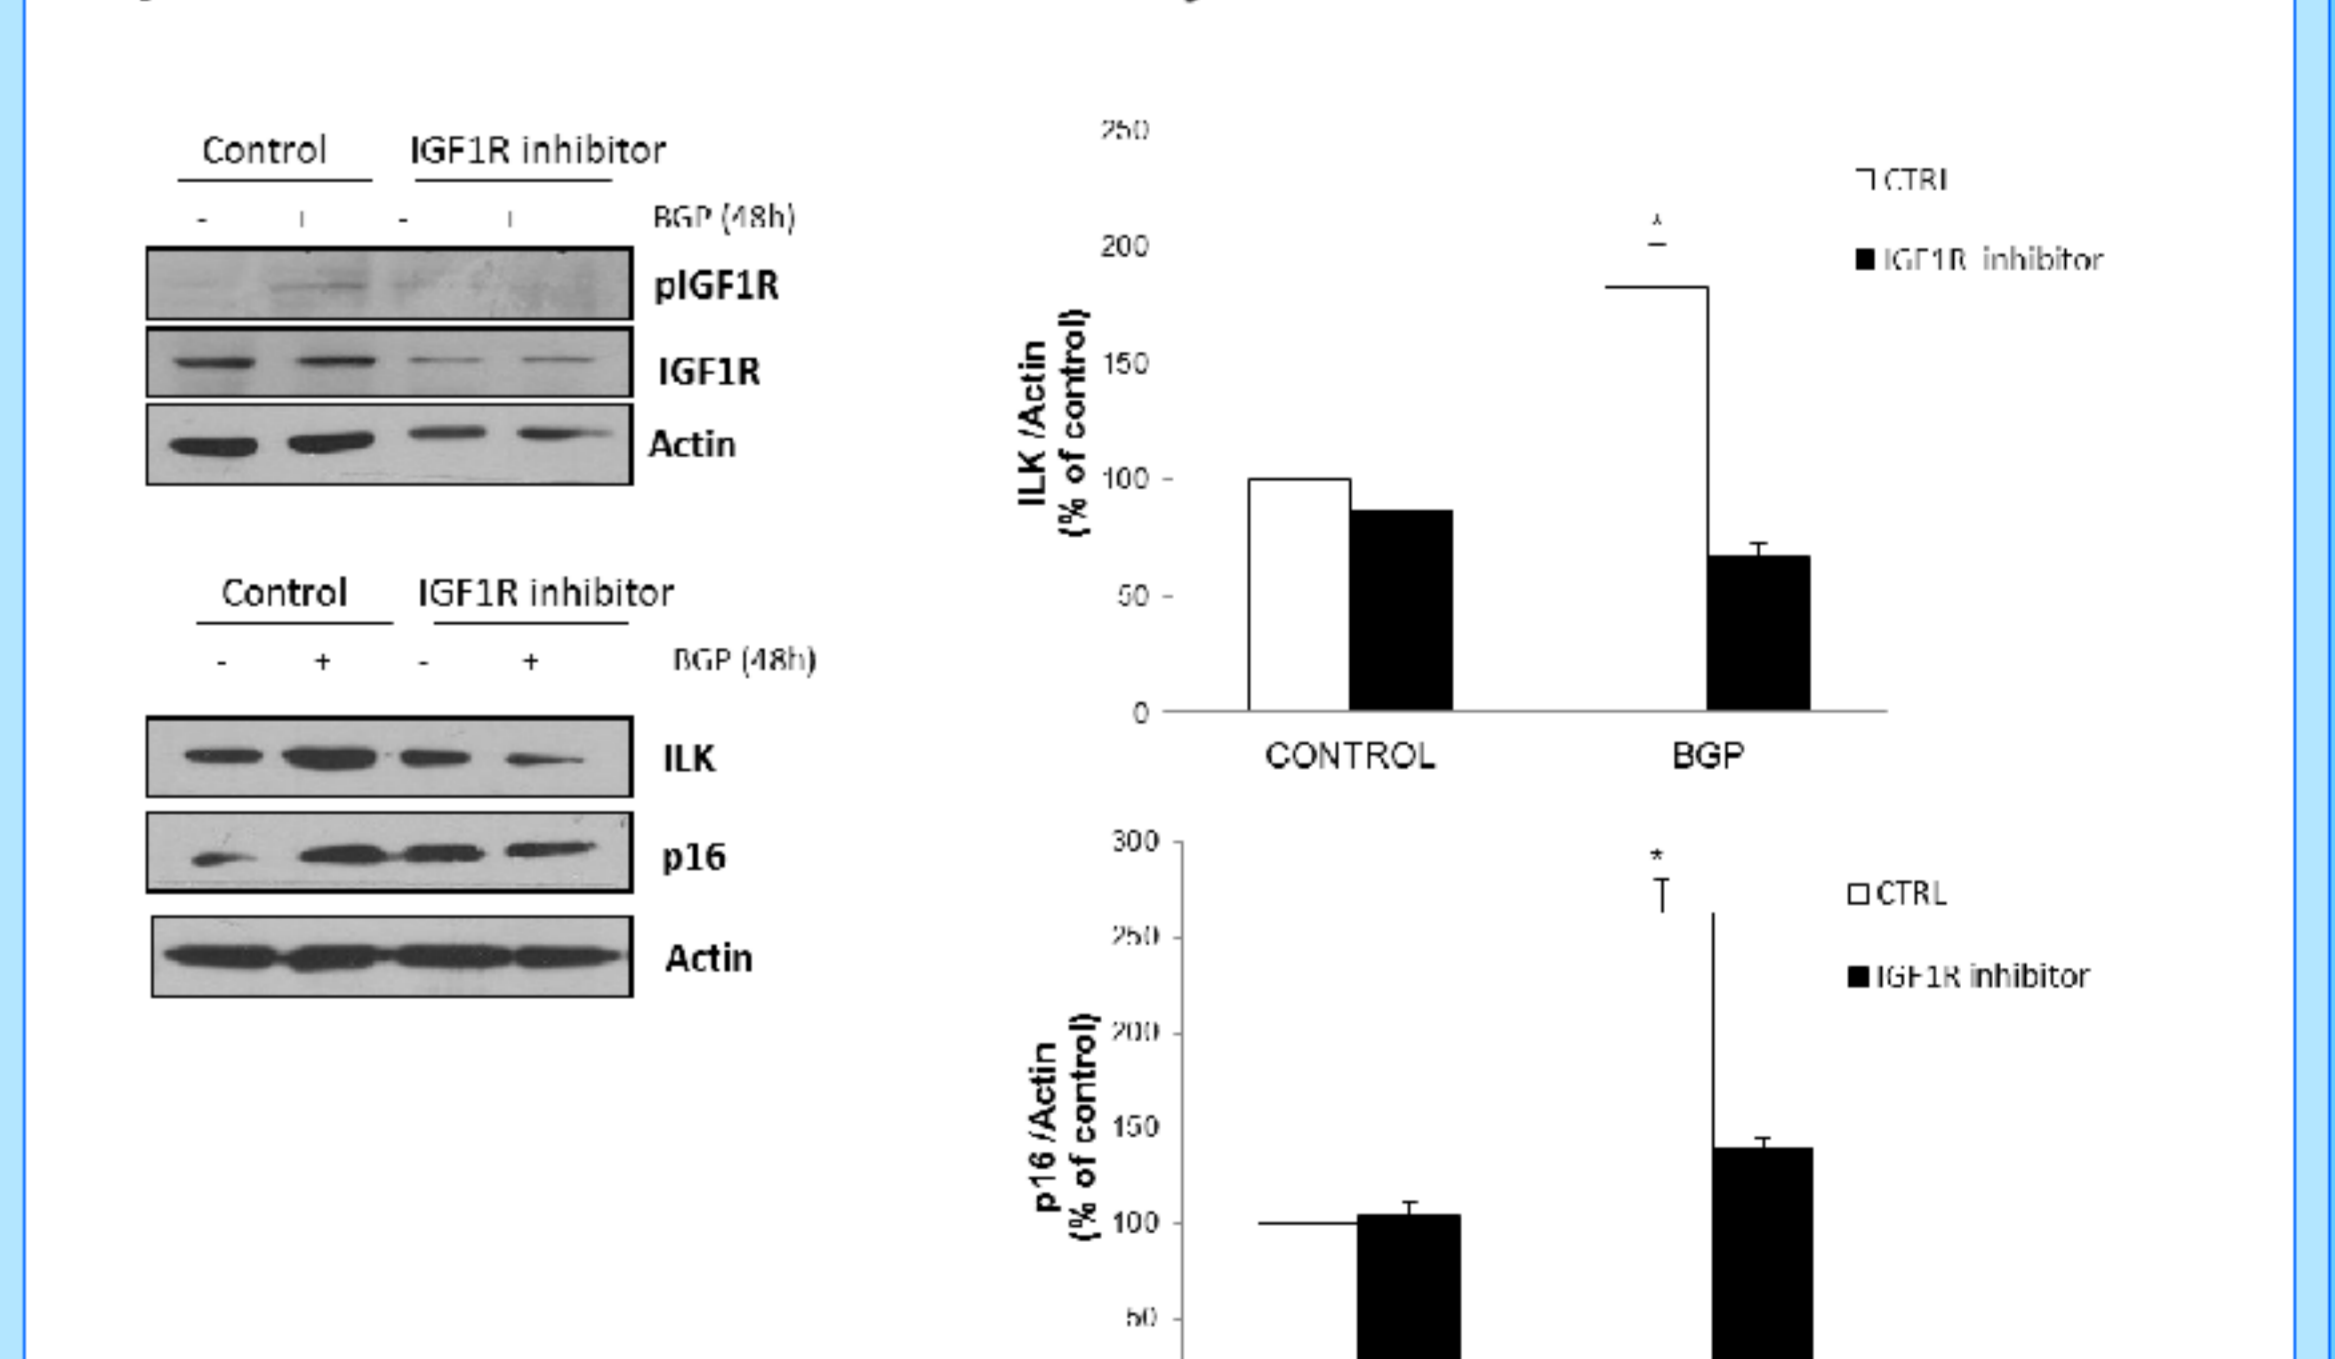 Control IGF1R inhibitor
- + - + BGP (48h)
pIGF1R
IGF1R
Actin
Control IGF1R inhibitor
- + - + BGP (48h)
ILK
p16
Actin
ILK /Actin
(% of control)
250
200
150
100
50
0
*
CTRL
IGF1R inhibitor
CONTROL BGP
p16 /Actin
(% of control)
300
250
200
150
100
50
*
CTRL
IGF1R inhibitor